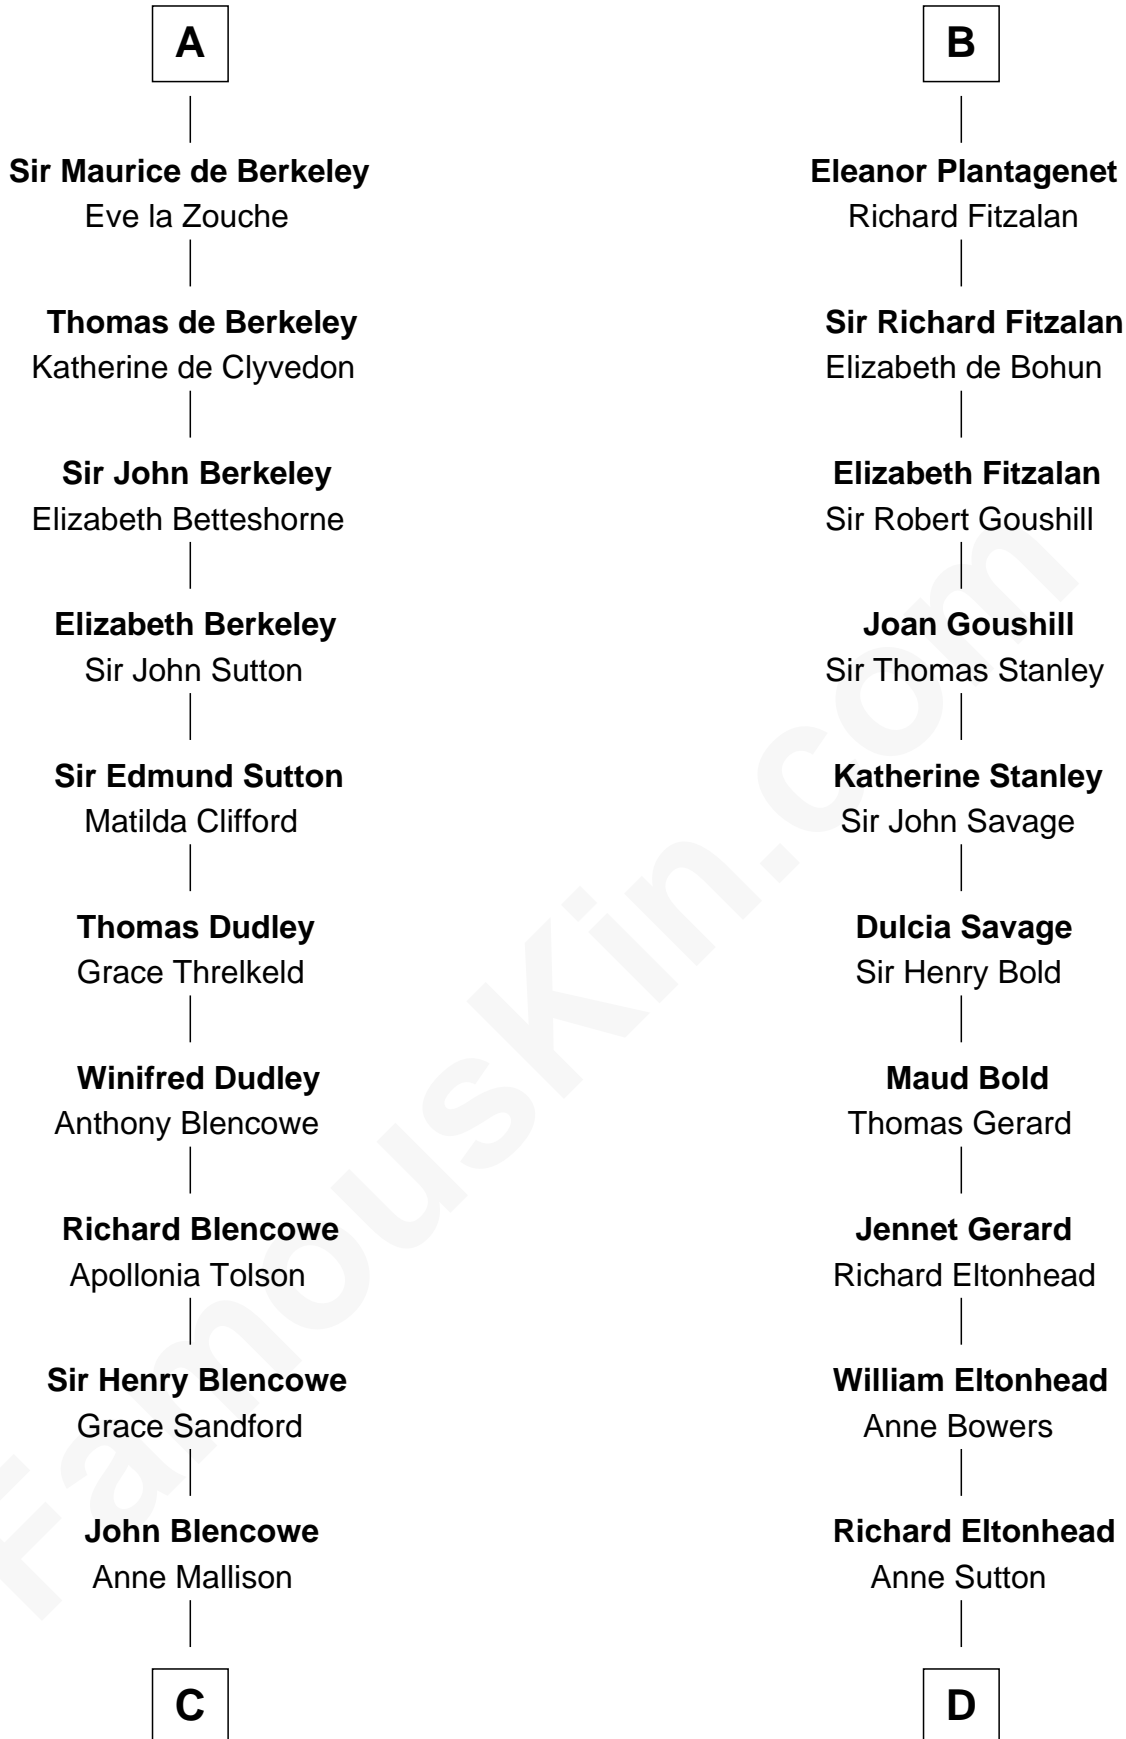 A
Sir Maurice de Berkeley
Eve la Zouche
Thomas de Berkeley
Katherine de Clyvedon
Sir John Berkeley
Elizabeth Betteshorne
Elizabeth Berkeley
Sir John Sutton
Sir Edmund Sutton
Matilda Clifford
Thomas Dudley
Grace Threlkeld
Winifred Dudley
Anthony Blencowe
Richard Blencowe
Apollonia Tolson
Sir Henry Blencowe
Grace Sandford
John Blencowe
Anne Mallison
C
B
Eleanor Plantagenet
Richard Fitzalan
Sir Richard Fitzalan
Elizabeth de Bohun
Elizabeth Fitzalan
Sir Robert Goushill
Joan Goushill
Sir Thomas Stanley
Katherine Stanley
Sir John Savage
Dulcia Savage
Sir Henry Bold
Maud Bold
Thomas Gerard
Jennet Gerard
Richard Eltonhead
William Eltonhead
Anne Bowers
Richard Eltonhead
Anne Sutton
D
FamousKin.com